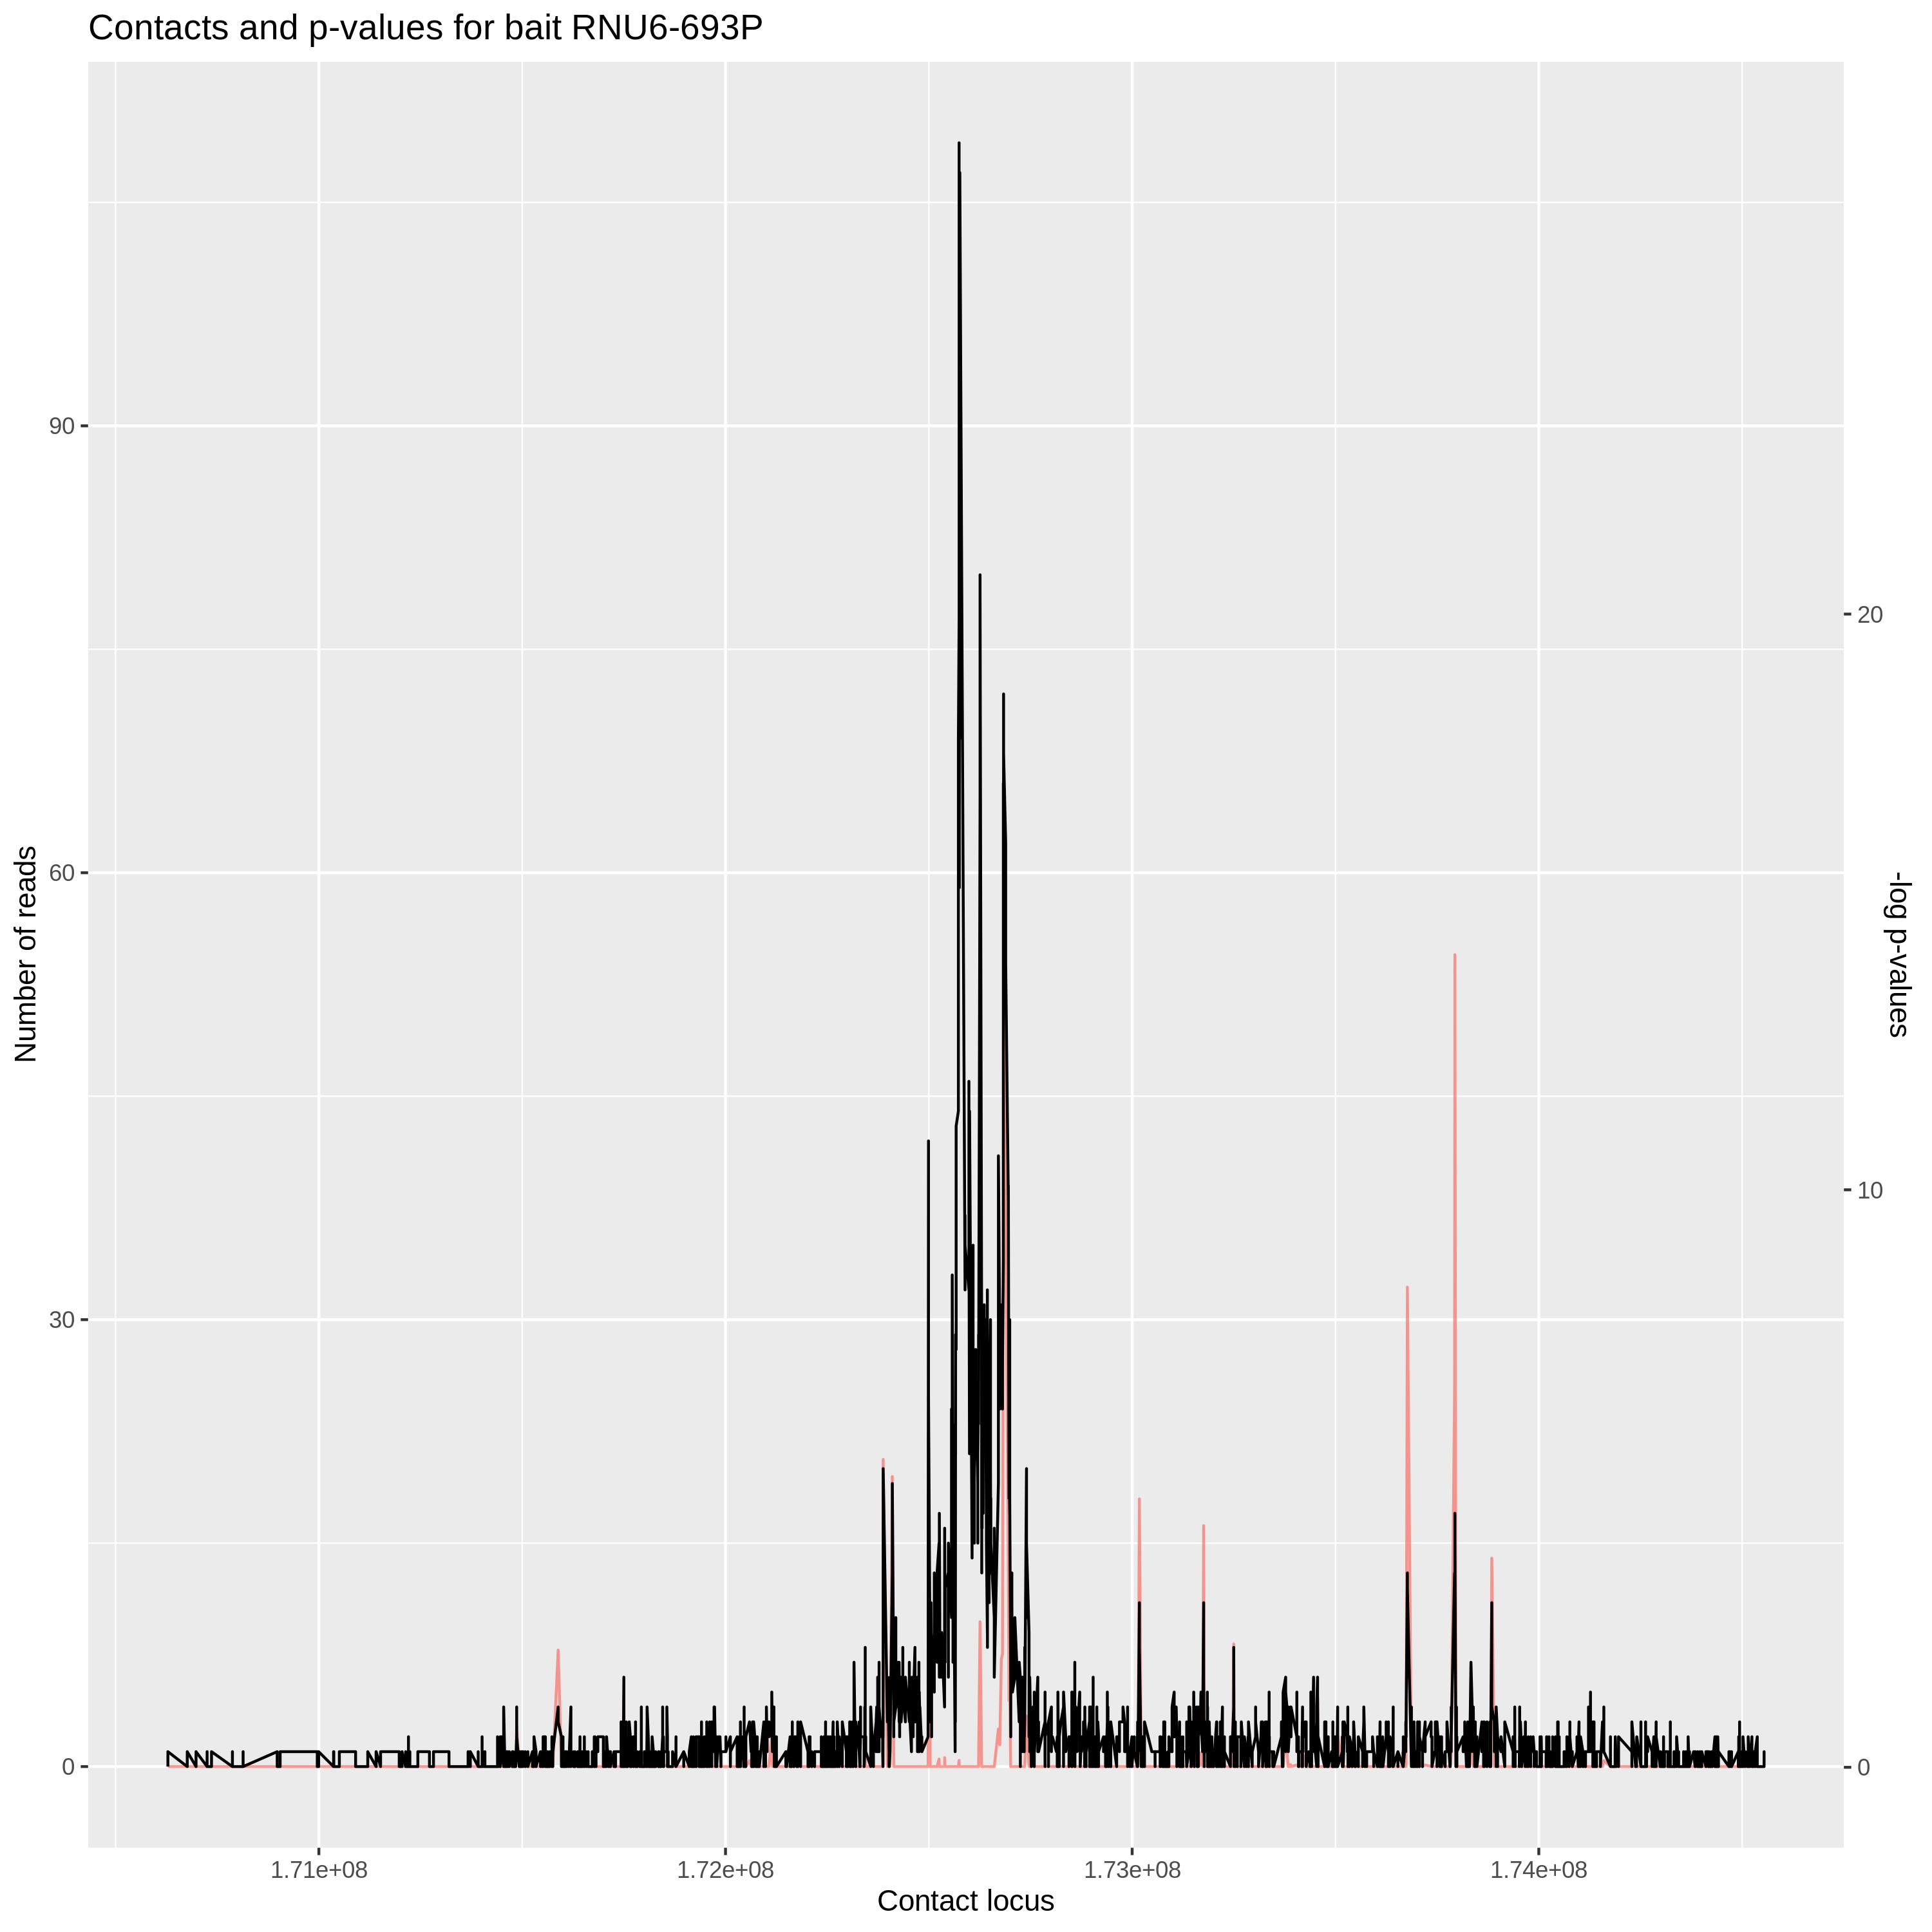 Contacts and p-values for bait RNU6-693P
Number of reads
90
60
30
0
20
10
0
-log p-values
1.71e+08
1.72e+08
1.73e+08
1.74e+08
Contact locus